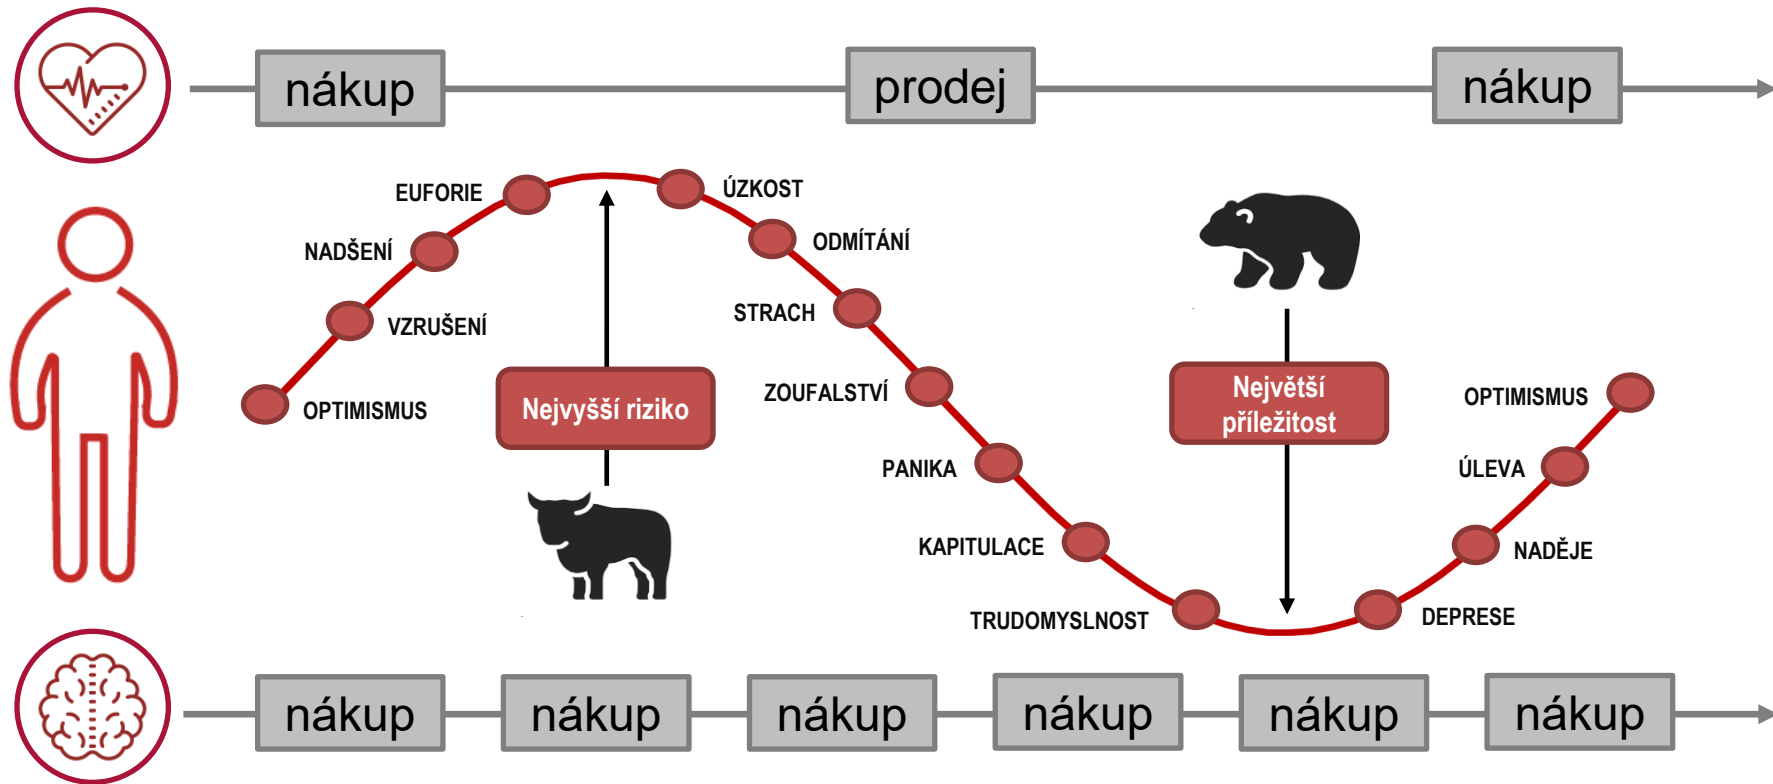 nákup
prodej
nákup
EUFORIE
ÚZKOST
NADŠENÍ
ODMÍTÁNÍ
VZRUŠENÍ
STRACH
OPTIMISMUS
Nejvyšší riziko
ZOUFALSTVÍ
Největší
příležitost
OPTIMISMUS
PANIKA
ÚLEVA
KAPITULACE
NADĚJE
TRUDOMYSLNOST
DEPRESE
nákup
nákup
nákup
nákup
nákup
nákup